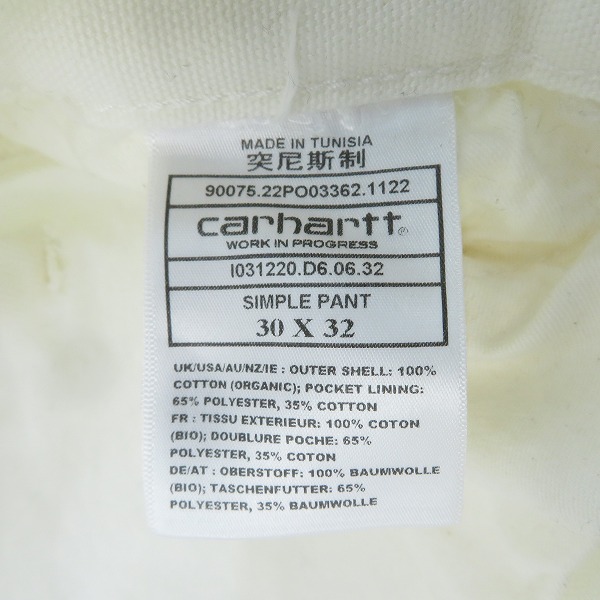 MADE IN TUNISIA
突尼斯制
90075.22PO03362.1122
carhartt®
WORK IN PROGRESS
I031220.D6.06.32
SIMPLE PANT
30 X 32
UK/USA/AU/NZ/IE : OUTER SHELL: 100%
COTTON (ORGANIC); POCKET LINING:
65% POLYESTER, 35% COTTON
FR : TISSU EXTERIEUR: 100% COTON
(BIO); DOUBLURE POCHE: 65%
POLYESTER, 35% COTON
DE/AT : OBERSTOFF: 100% BAUMWOLLE
(BIO); TASCHENFUTTER: 65%
POLYESTER, 35% BAUMWOLLE